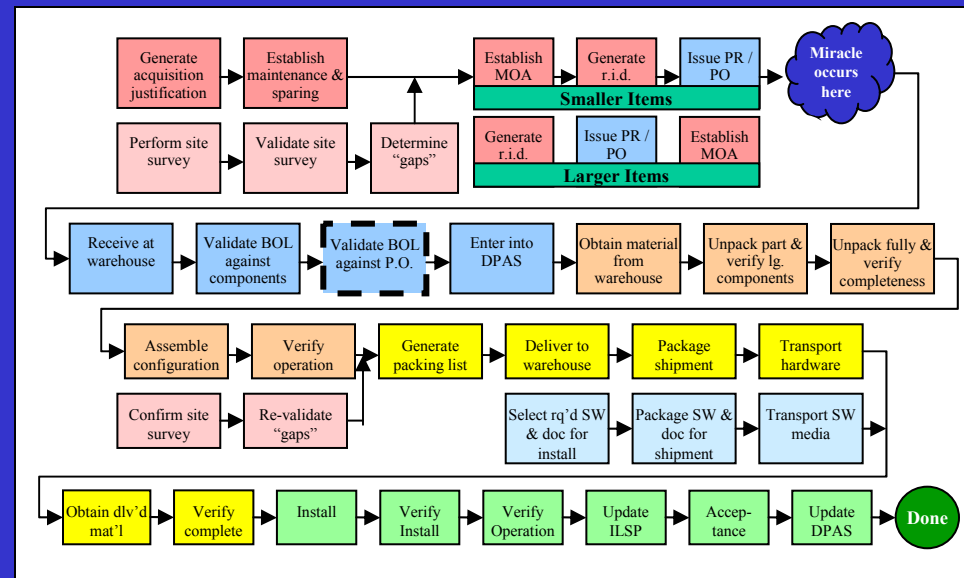 Generate
acquisition
justification
Establish
maintenance &
sparing
Establish
MOA
Generate
r.i.d.
Issue PR /
PO
Smaller Items
Miracle
occurs
here
Perform site
survey
Validate site
survey
Determine
“gaps”
Generate
r.i.d.
Issue PR /
PO
Establish
MOA
Larger Items
Receive at
warehouse
Validate BOL
against
components
Validate BOL
against P.O.
Enter into
DPAS
Obtain material
from
warehouse
Unpack part &
verify lg.
components
Unpack fully &
verify
completeness
Assemble
configuration
Verify
operation
Generate
packing list
Deliver to
warehouse
Package
shipment
Transport
hardware
Confirm site
survey
Re-validate
“gaps”
Select rq’d SW
& doc for
install
Package SW &
doc for
shipment
Transport SW
media
Obtain dlv’d
mat’l
Verify
complete
Install
Verify
Install
Verify
Operation
Update
ILSP
Accep-
tance
Update
DPAS
Done